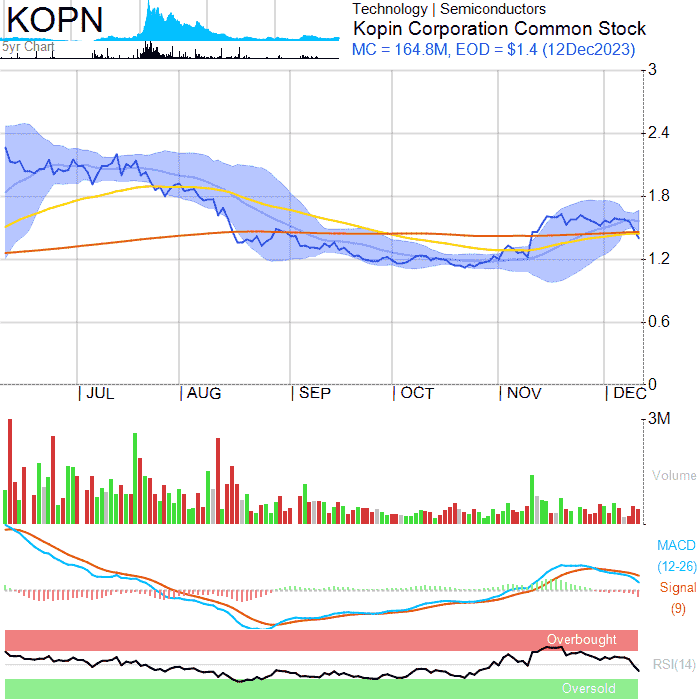 KOPN
5yr Chart
Technology | Semiconductors
Kopin Corporation Common Stock
MC = 164.8M, EOD = $1.4 (12Dec2023)
3
2.4
1.8
1.2
0.6
0
| JUL | AUG | SEP | OCT | NOV | DEC
3M
Volume
MACD
(12-26)
Signal
(9)
Overbought
RSI(14)
Oversold